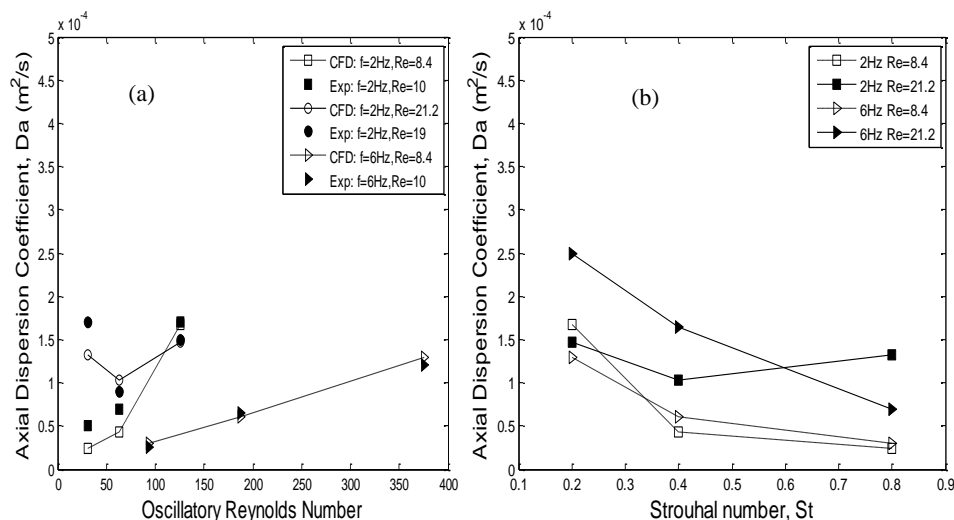 x 10⁻⁴
5
4.5
4
3.5
3
2.5
2
1.5
1
0.5
0
0 50 100 150 200 250 300 350 400
Axial Dispersion Coefficient, Da (m²/s)
Oscillatory Reynolds Number
(a)
CFD: f=2Hz,Re=8.4
Exp: f=2Hz,Re=10
CFD: f=2Hz,Re=21.2
Exp: f=2Hz,Re=19
CFD: f=6Hz,Re=8.4
Exp: f=6Hz,Re=10
x 10⁻⁴
5
4.5
4
3.5
3
2.5
2
1.5
1
0.5
0
0.1 0.2 0.3 0.4 0.5 0.6 0.7 0.8 0.9
Axial Dispersion Coefficient, Da (m²/s)
Strouhal number, St
(b)
2Hz Re=8.4
2Hz Re=21.2
6Hz Re=8.4
6Hz Re=21.2